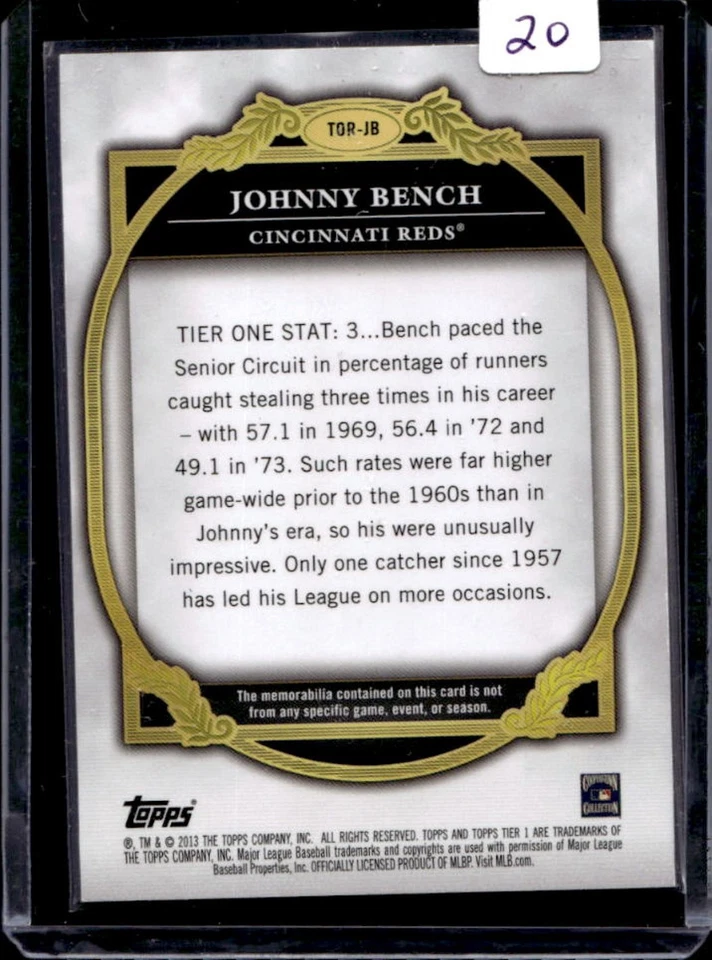 20
TOR-JB
JOHNNY BENCH
CINCINNATI REDS®
TIER ONE STAT: 3...Bench paced the
Senior Circuit in percentage of runners
caught stealing three times in his career
– with 57.1 in 1969, 56.4 in '72 and
49.1 in '73. Such rates were far higher
game-wide prior to the 1960s than in
Johnny's era, so his were unusually
impressive. Only one catcher since 1957
has led his League on more occasions.
The memorabilia contained on this card is not
from any specific game, event, or season.
COOPERSTOWN
COLLECTION
Topps®
®, TM & © 2013 THE TOPPS COMPANY, INC. ALL RIGHTS RESERVED. TOPPS AND TOPPS TIER 1 ARE TRADEMARKS OF
THE TOPPS COMPANY, INC. Major League Baseball trademarks and copyrights are used with permission of Major League
Baseball Properties, Inc. OFFICIALLY LICENSED PRODUCT OF MLBP. Visit MLB.com.